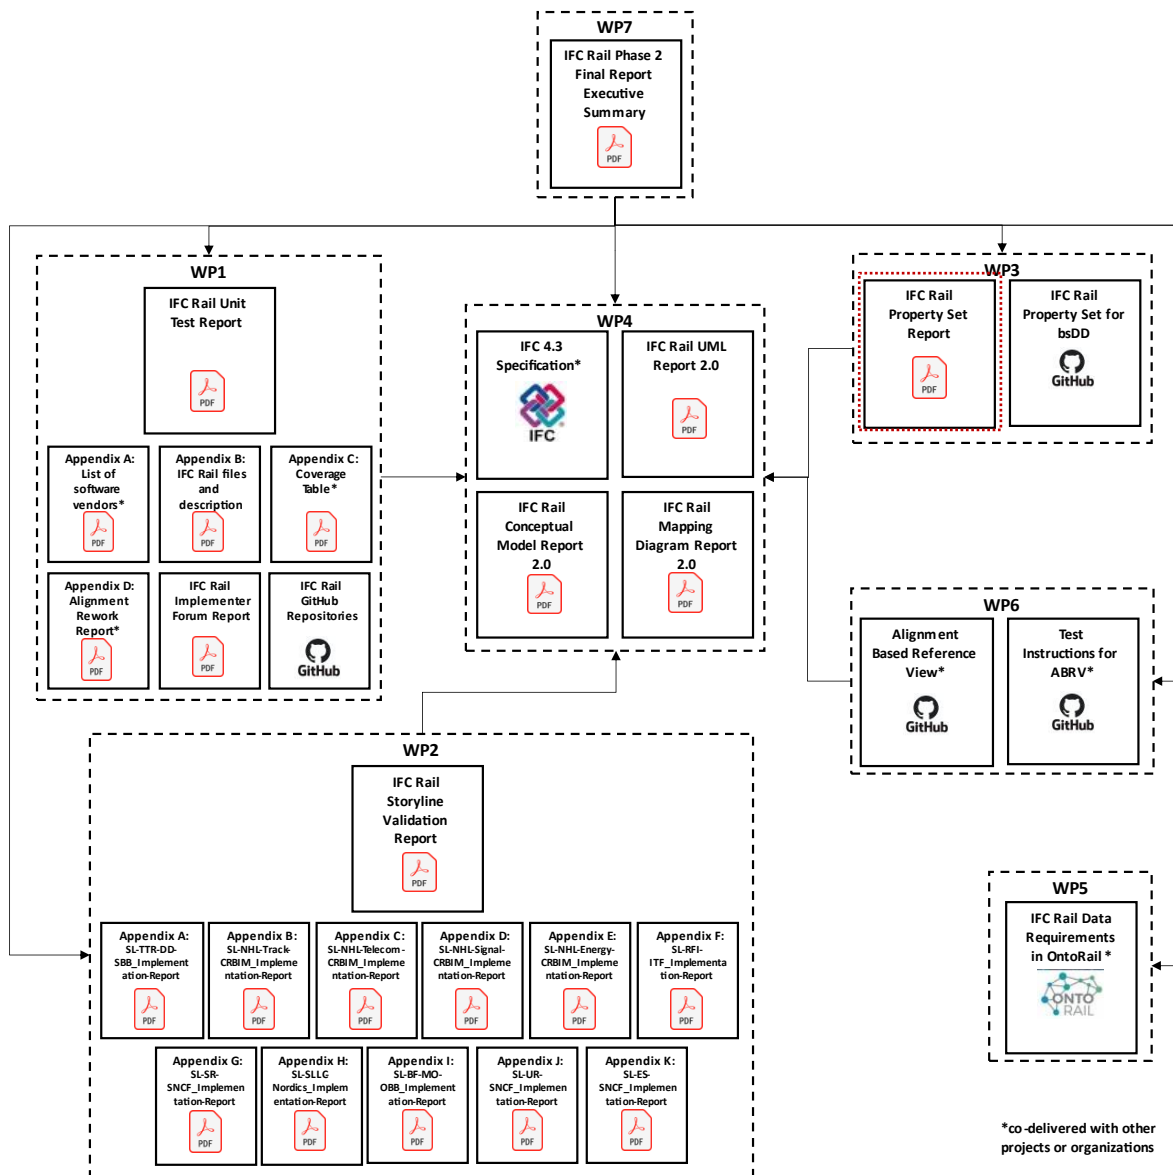 WP7
IFC Rail Phase 2
Final Report
Executive
Summary
PDF
WP1
IFC Rail Unit
Test Report
PDF
Appendix A:
List of
software
vendors*
PDF
Appendix B:
IFC Rail files
and
description
PDF
Appendix C:
Coverage
Table*
PDF
Appendix D:
Alignment
Rework
Report*
PDF
IFC Rail
Implementer
Forum Report
PDF
IFC Rail
GitHub
Repositories
GitHub
WP4
IFC 4.3
Specification*
IFC
IFC Rail UML
Report 2.0
PDF
IFC Rail
Conceptual
Model Report
2.0
PDF
IFC Rail
Mapping
Diagram Report
2.0
PDF
WP3
IFC Rail
Property Set
Report
PDF
IFC Rail
Property Set for
bsDD
GitHub
WP6
Alignment
Based Reference
View*
GitHub
Test
Instructions for
ABRV*
GitHub
WP2
IFC Rail
Storyline
Validation
Report
PDF
Appendix A:
SL-TTR-DD-
SBB_Implement
ation-Report
PDF
Appendix B:
SL-NHL-Track-
CRBIM_Impleme
ntation-Report
PDF
Appendix C:
SL-NHL-Telecom-
CRBIM_Impleme
ntation-Report
PDF
Appendix D:
SL-NHL-Signal-
CRBIM_Impleme
ntation-Report
PDF
Appendix E:
SL-NHL-Energy-
CRBIM_Impleme
ntation-Report
PDF
Appendix F:
SL-RFI-
ITF_Implementa
tion-Report
PDF
Appendix G:
SL-SR-
SNCF_Implemen
tation-Report
PDF
Appendix H:
SL-SLLG
Nordics_Implem
entation-Report
PDF
Appendix I:
SL-BF-MO-
OBB_Implement
ation-Report
PDF
Appendix J:
SL-UR-
SNCF_Implemen
tation-Report
PDF
Appendix K:
SL-ES-
SNCF_Implemen
tation-Report
PDF
WP5
IFC Rail Data
Requirements
in OntoRail *
ONTO
RAIL
*co-delivered with other
projects or organizations